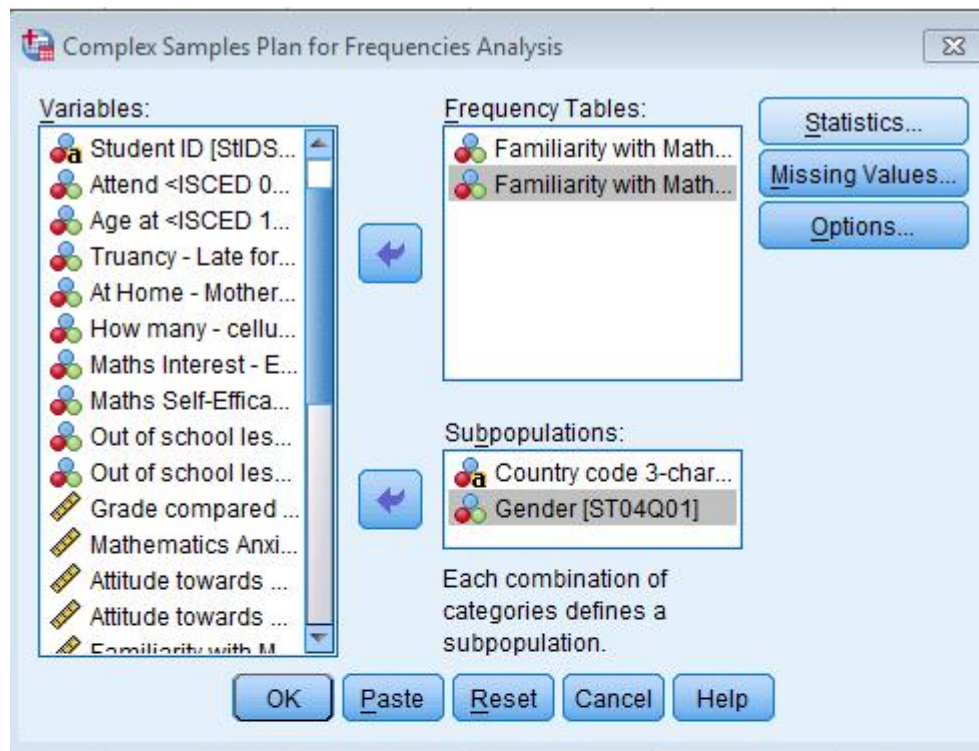 Complex Samples Plan for Frequencies Analysis
Variables:
Student ID [StIDS...
Attend <ISCED 0...
Age at <ISCED 1...
Truancy - Late for...
At Home - Mother...
How many - cellu...
Maths Interest - E...
Maths Self-Effica...
Out of school les...
Out of school les...
Grade compared ...
Mathematics Anxi...
Attitude towards ...
Attitude towards ...
Familiarity with M...
Frequency Tables:
Familiarity with Math...
Familiarity with Math...
Subpopulations:
Country code 3-char...
Gender [ST04Q01]
Each combination of
categories defines a
subpopulation.
Statistics...
Missing Values...
Options...
OK Paste Reset Cancel Help